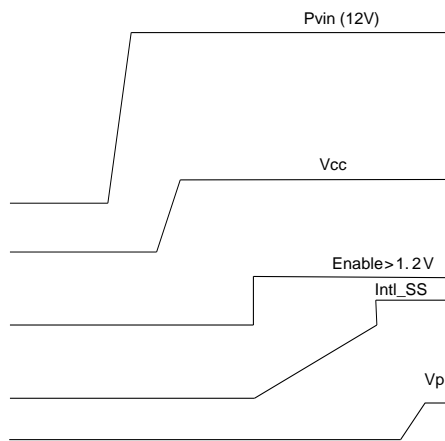 Pvin (12V)
Vcc
Enable>1.2V
Intl_SS
Vp